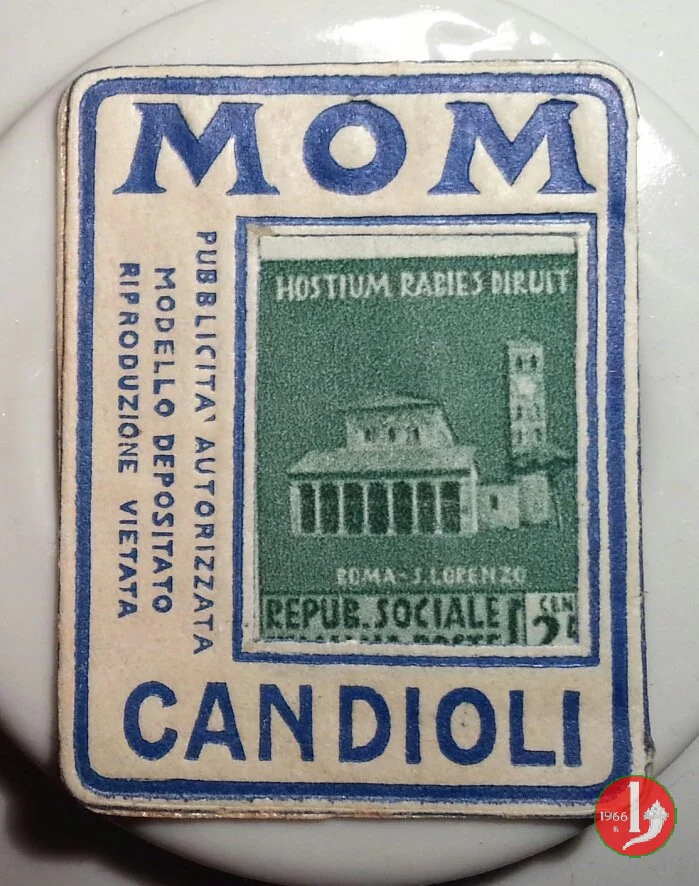 MOM
PUBBLICITA' AUTORIZZATA
MODELLO DEPOSITATO
RIPRODUZIONE VIETATA
HOSTIUM RABIES DIRUIT
ROMA - S. LORENZO
REPUB. SOCIALE
CANDIOLI
1966